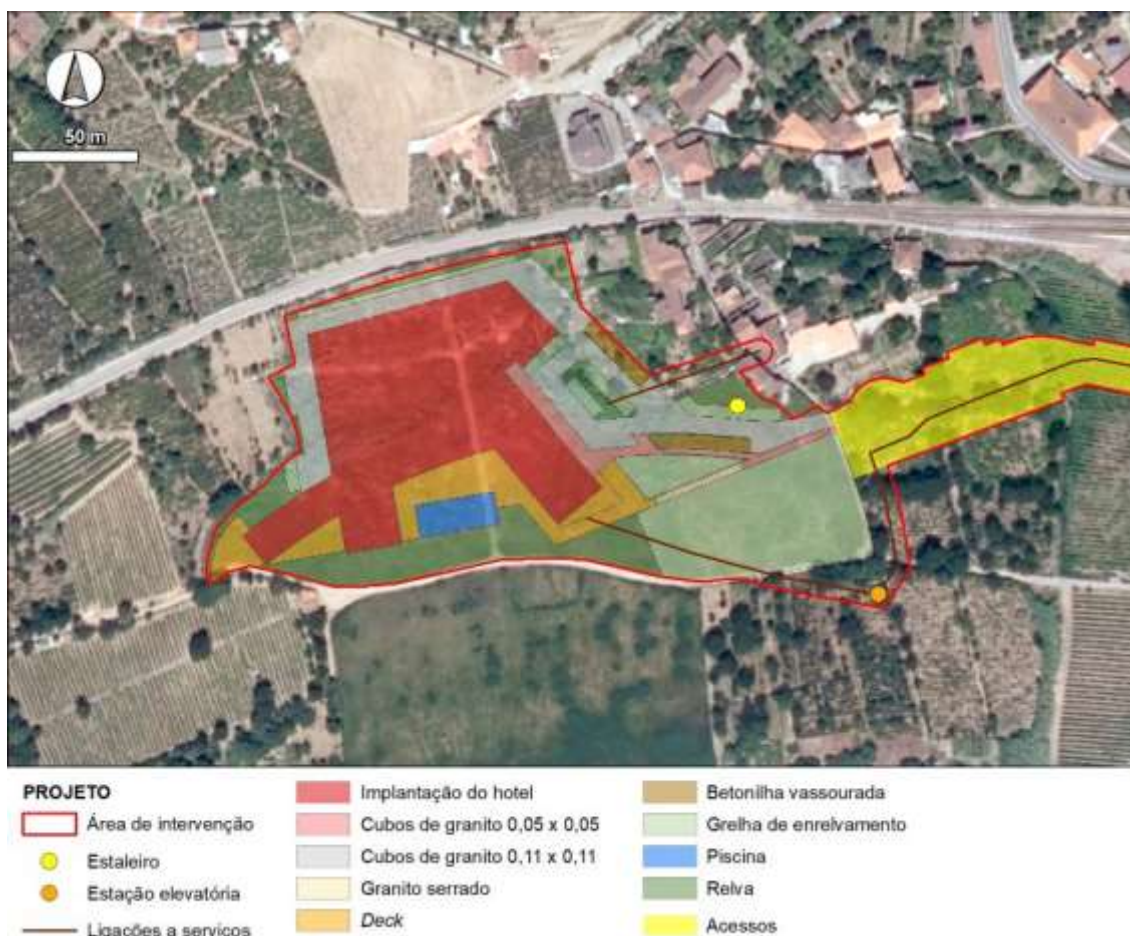 50 m
PROJETO
Área de intervenção
Estaleiro
Estação elevatória
Ligações a serviços
Implantação do hotel
Cubos de granito 0,05 x 0,05
Cubos de granito 0,11 x 0,11
Granito serrado
Deck
Betonilha vassourada
Grelha de enrelvamento
Piscina
Relva
Acessos